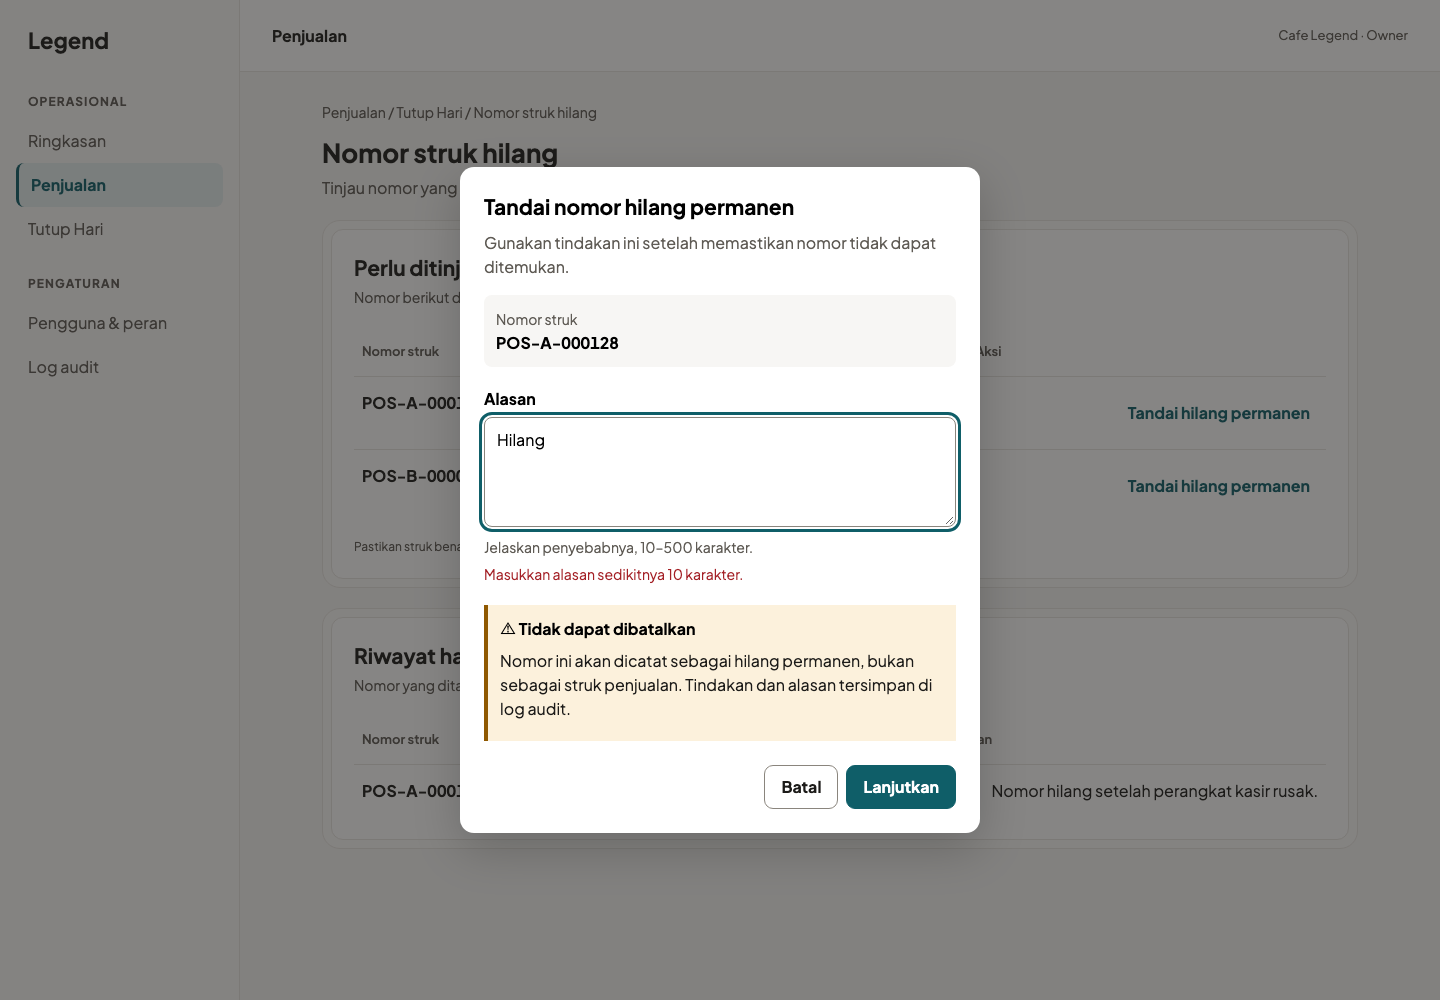 Legend
OPERASIONAL
Ringkasan
Penjualan
Tutup Hari
PENGATURAN
Pengguna & peran
Log audit
Penjualan
Cafe Legend · Owner
Penjualan / Tutup Hari / Nomor struk hilang
Nomor struk hilang
Tinjau nomor yang
Perlu
Nomor berikut
Nomor struk
Aksi
Tandai hilang permanen
Tandai hilang permanen
Pastikan struk
Riwayat
Nomor yang
Nomor struk
Nomor hilang setelah perangkat kasir rusak.
Tandai nomor hilang permanen
Gunakan tindakan ini setelah memastikan nomor tidak dapat
ditemukan.
Nomor struk
POS-A-000128
Alasan
Hilang
Jelaskan penyebabnya, 10–500 karakter.
Masukkan alasan sedikitnya 10 karakter.
⚠ Tidak dapat dibatalkan
Nomor ini akan dicatat sebagai hilang permanen, bukan
sebagai struk penjualan. Tindakan dan alasan tersimpan di
log audit.
Batal
Lanjutkan